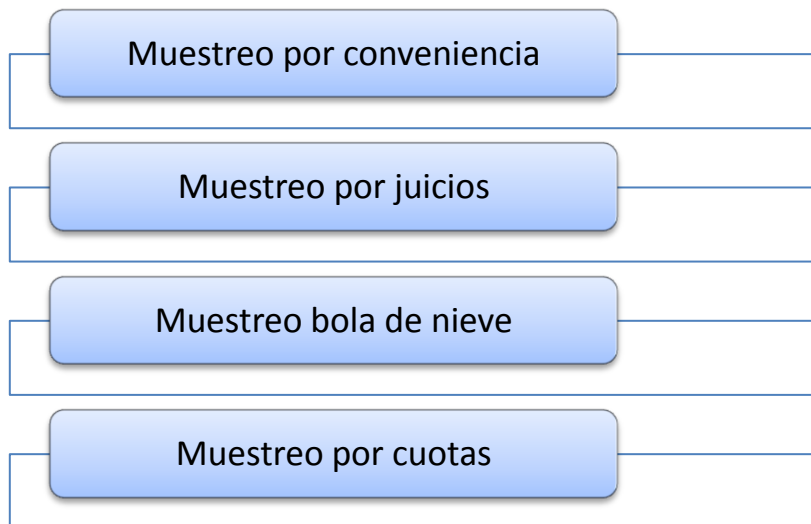 Muestreo por conveniencia
Muestreo por juicios
Muestreo bola de nieve
Muestreo por cuotas